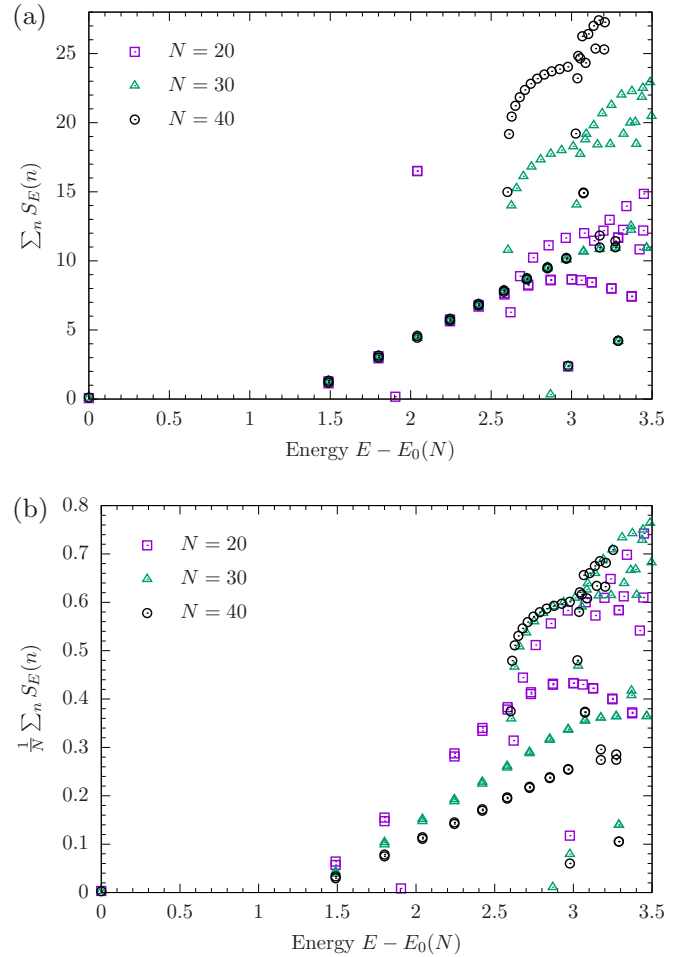 (a)
∑ₙ S_E(n)
25
20
15
10
5
0
N = 20
N = 30
N = 40
0 0.5 1 1.5 2 2.5 3 3.5
Energy E − E₀(N)
(b)
1/N ∑ₙ S_E(n)
0.8
0.7
0.6
0.5
0.4
0.3
0.2
0.1
0
N = 20
N = 30
N = 40
0 0.5 1 1.5 2 2.5 3 3.5
Energy E − E₀(N)